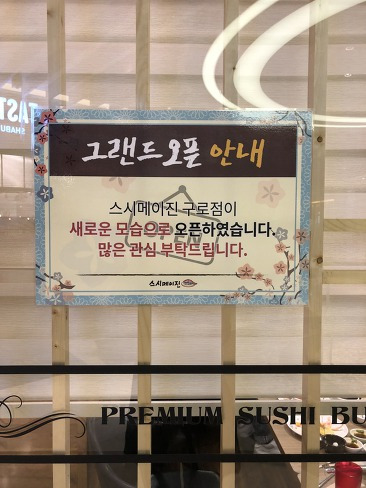 TAST
SHABU
그랜드 오픈 안내
스시메이진 구로점이
새로운 모습으로 오픈하였습니다.
많은 관심 부탁드립니다.
스시메이진
PREMIUM SUSHI BU